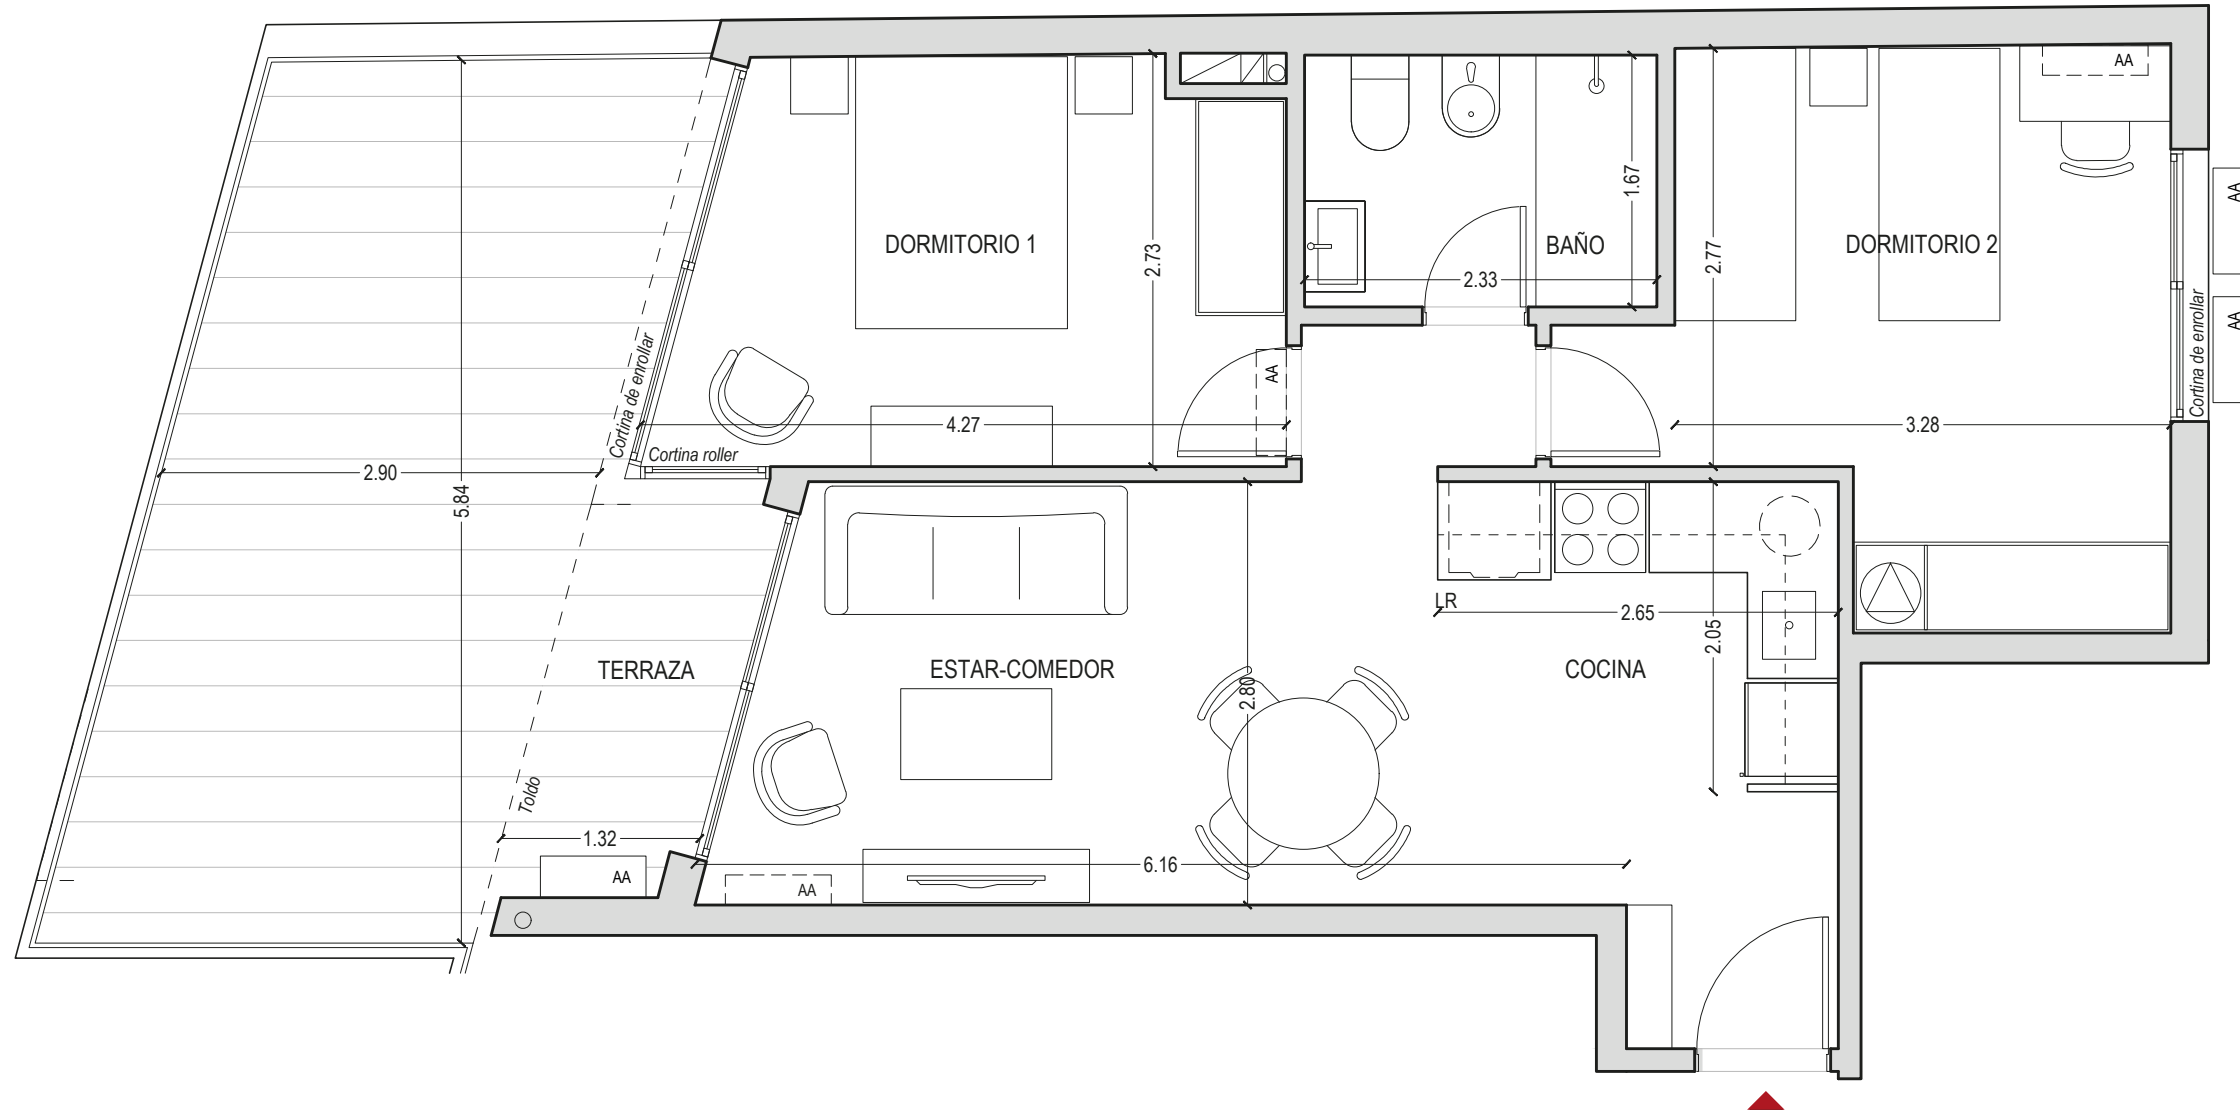 AA
AA
1.67
DORMITORIO 1
BAÑO
DORMITORIO 2
2.73
2.77
2.33
AA
Cortina de enrollar
Cortina de enrollar
AA
4.27
3.28
Cortina roller
2.90
5.84
LR
2.65
2.05
TERRAZA
ESTAR-COMEDOR
COCINA
2.80
Toldo
1.32
6.16
AA
AA